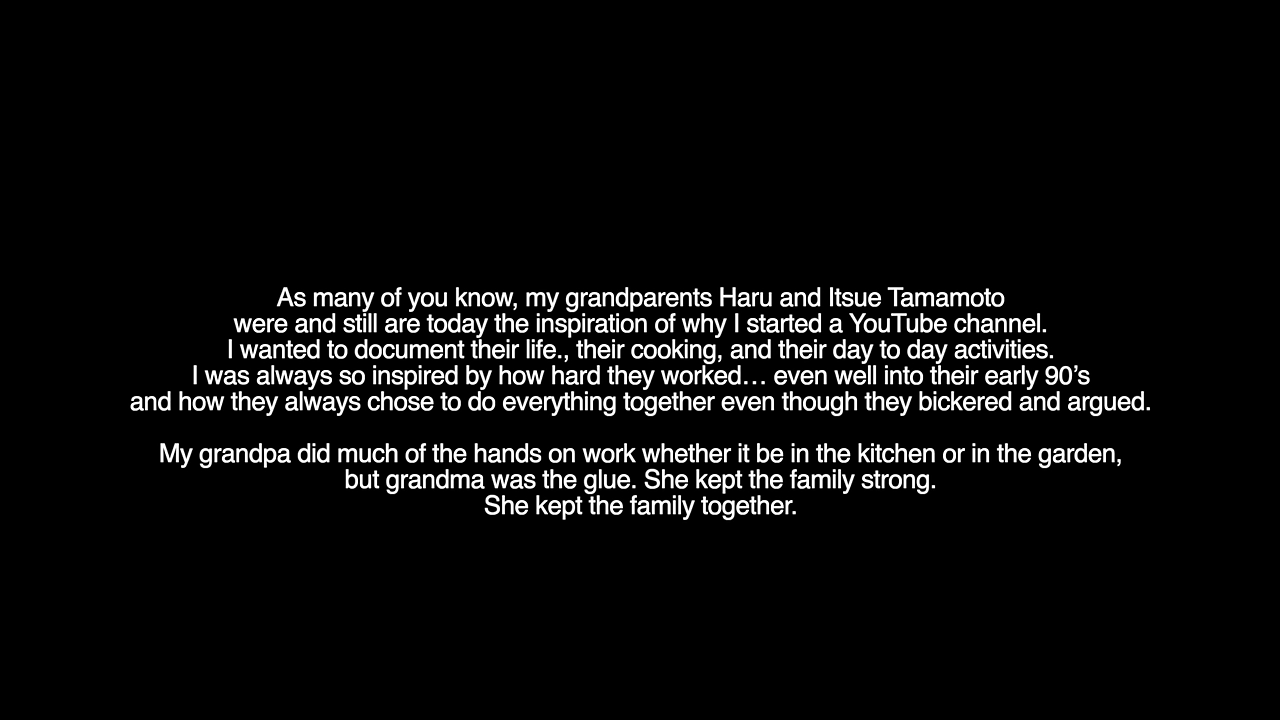 As many of you know, my grandparents Haru and Itsue Tamamoto
were and still are today the inspiration of why I started a YouTube channel.
I wanted to document their life., their cooking, and their day to day activities.
I was always so inspired by how hard they worked… even well into their early 90’s
and how they always chose to do everything together even though they bickered and argued.
My grandpa did much of the hands on work whether it be in the kitchen or in the garden,
but grandma was the glue. She kept the family strong.
She kept the family together.